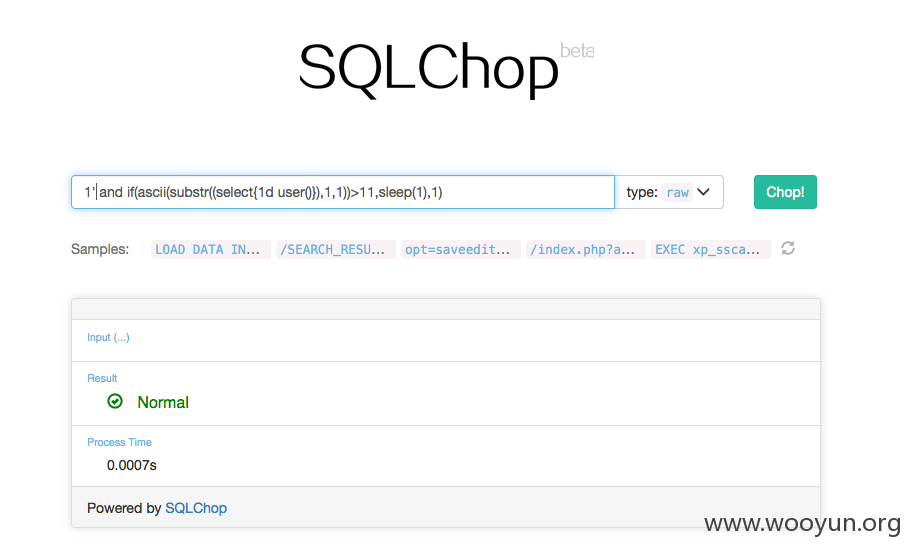 SQLChop beta
1' and if(ascii(substr((select{1d user()}),1,1))>11,sleep(1),1)
type: raw
Chop!
Samples: LOAD DATA IN... /SEARCH_RESU... opt=saveedit... /index.php?a... EXEC xp_ssca...
Input (...)
Result
Normal
Process Time
0.0007s
Powered by SQLChop
www.wooyun.org